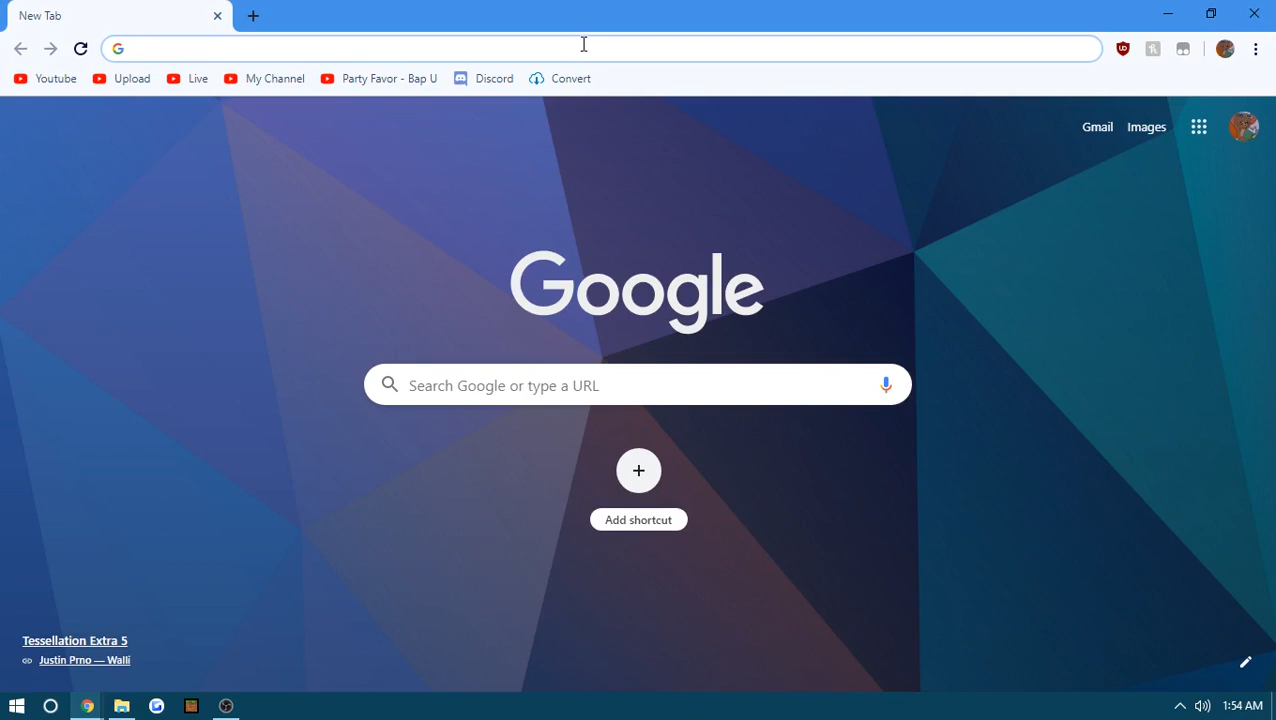 New Tab
Youtube Upload Live My Channel Party Favor - Bap U Discord Convert
Gmail Images
Google
Search Google or type a URL
Add shortcut
Tessellation Extra 5
Justin Prno — Walli
1:54 AM